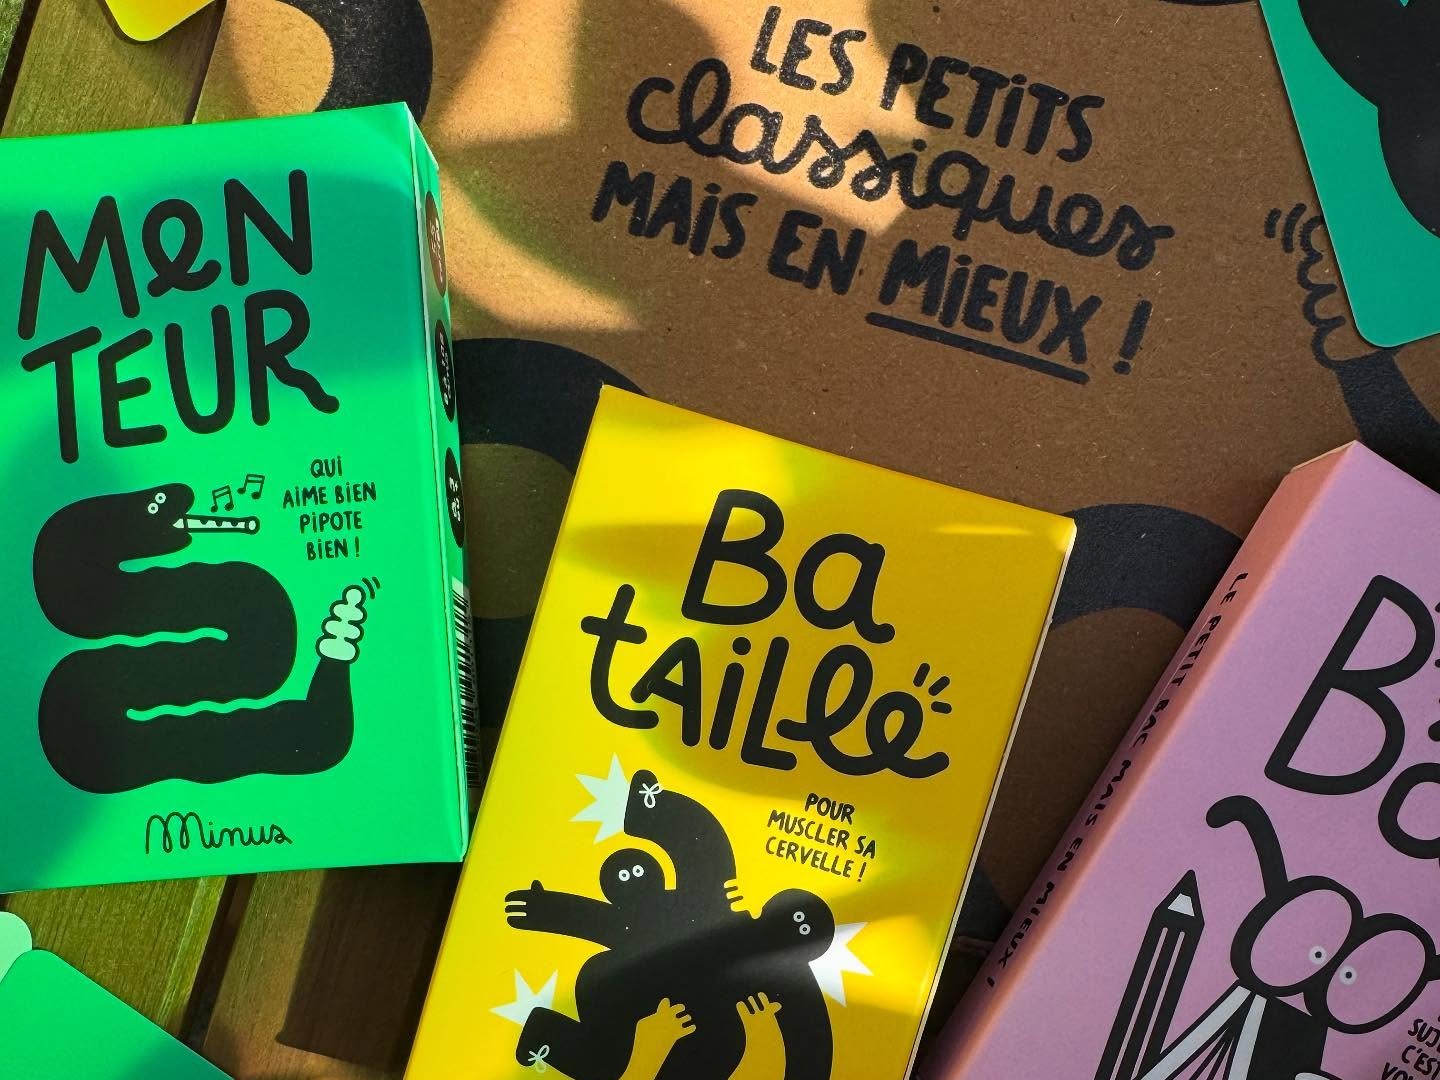 LES PETITS
classiques
MAIS EN MIEUX !
MeN
TEUR
QUI
AIME BIEN
PIPOTE
BIEN !
Minus
Ba
tAiLLe
POUR
MUSCLER SA
CERVELLE !
LE PETIT BAC MAIS EN MIEUX !
C'EST